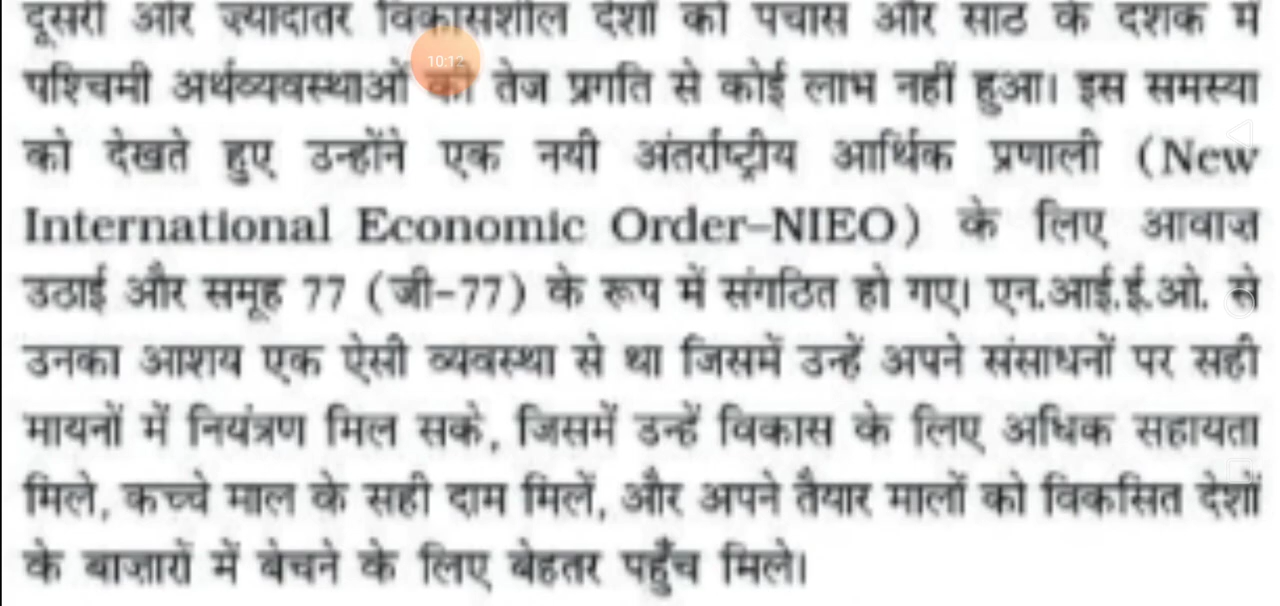 दूसरी ओर ज़्यादातर विकासशील देशों को पचास और साठ के दशक में
पश्चिमी अर्थव्यवस्थाओं की तेज प्रगति से कोई लाभ नहीं हुआ। इस समस्या
को देखते हुए उन्होंने एक नयी अंतर्राष्ट्रीय आर्थिक प्रणाली (New
International Economic Order–NIEO) के लिए आवाज़
उठाई और समूह 77 (जी-77) के रूप में संगठित हो गए। एन.आई.ई.ओ. से
उनका आशय एक ऐसी व्यवस्था से था जिसमें उन्हें अपने संसाधनों पर सही
मायनों में नियंत्रण मिल सके, जिसमें उन्हें विकास के लिए अधिक सहायता
मिले, कच्चे माल के सही दाम मिलें, और अपने तैयार मालों को विकसित देशों
के बाज़ारों में बेचने के लिए बेहतर पहुँच मिले।
10:12